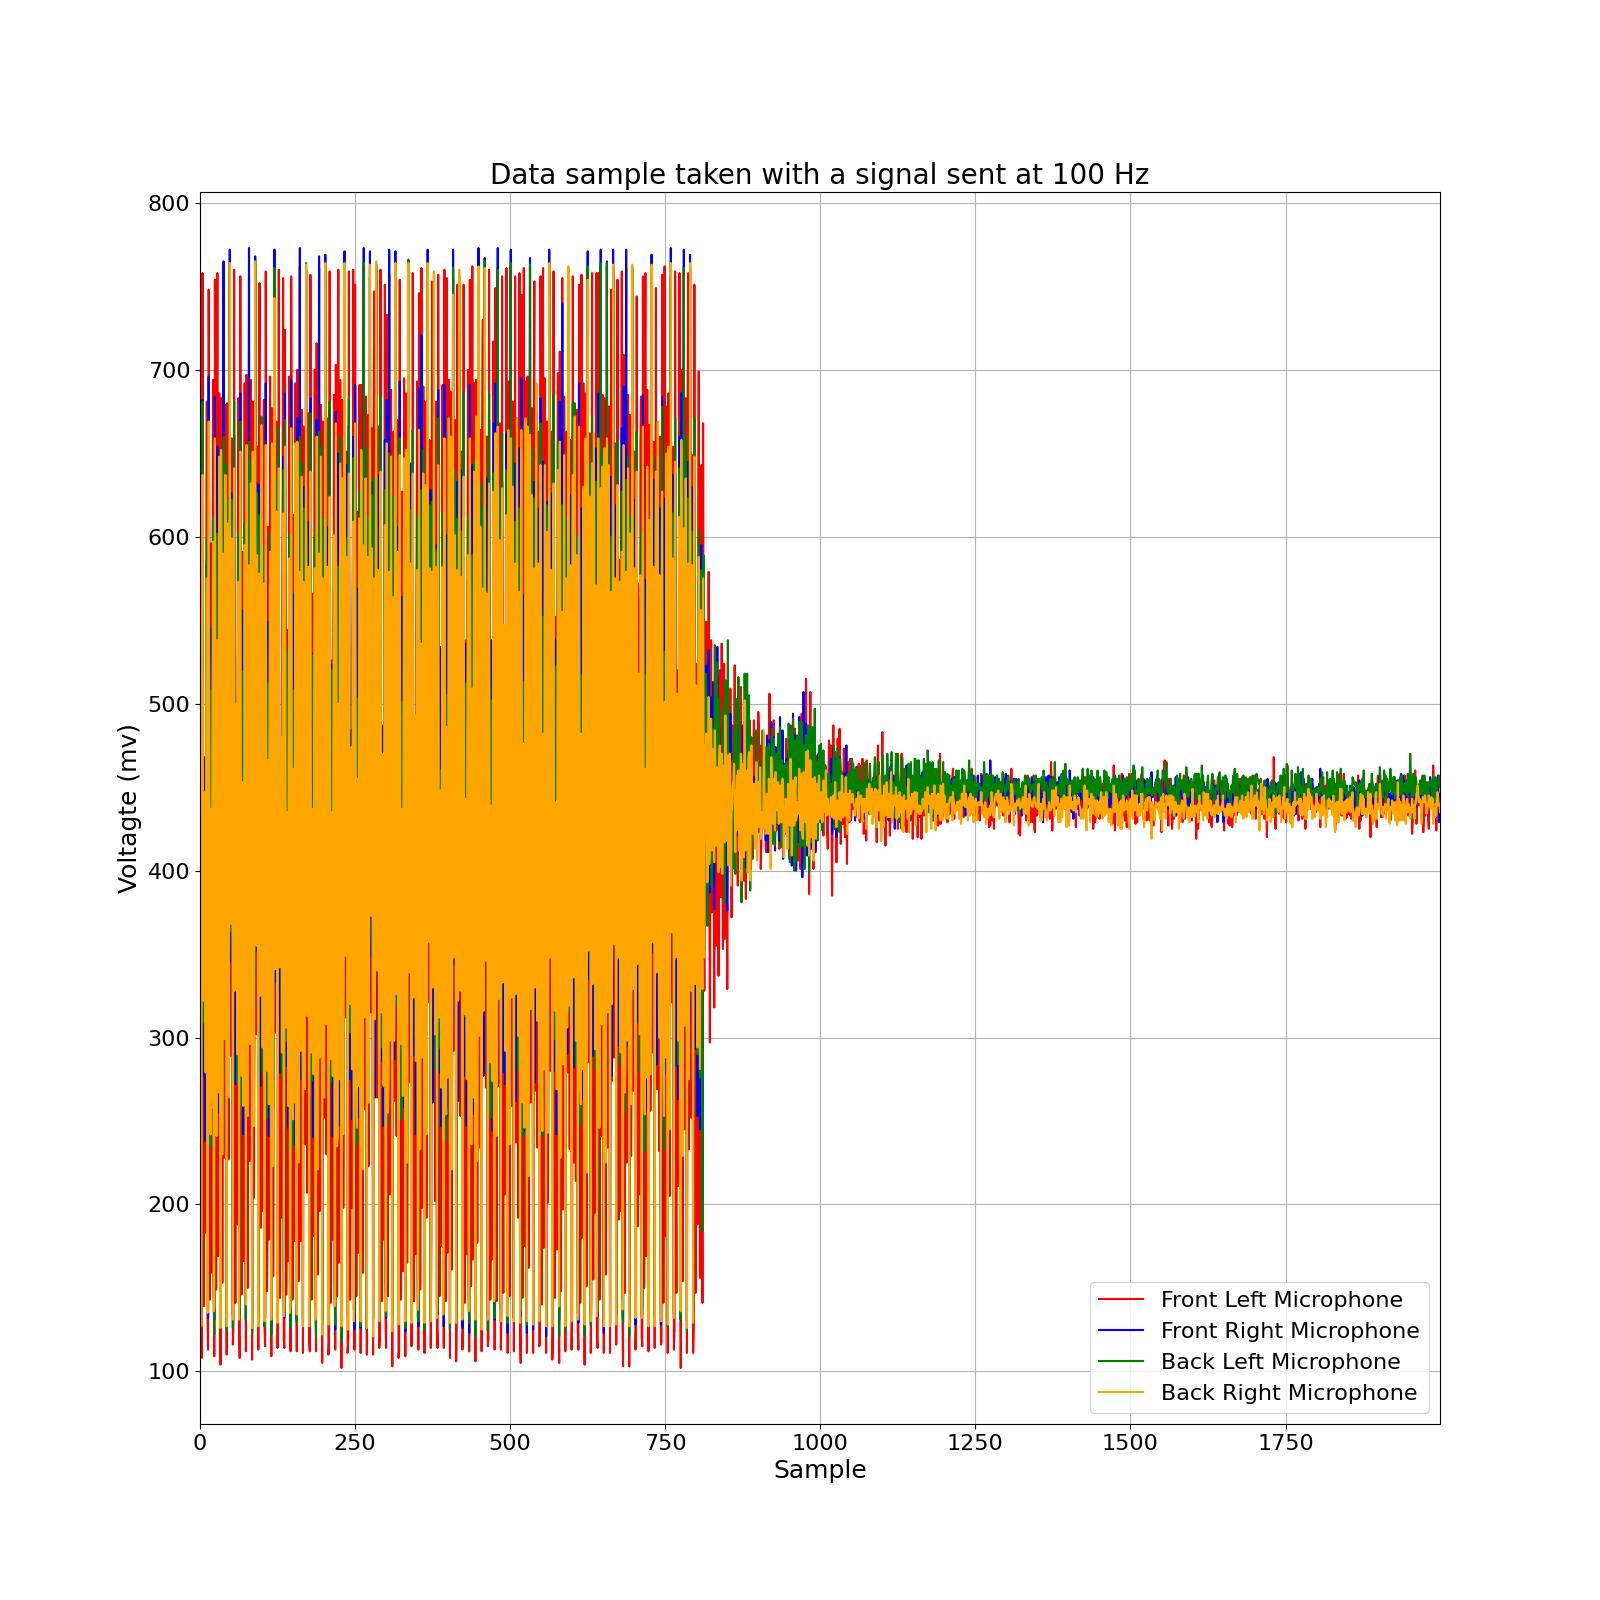 Data sample taken with a signal sent at 100 Hz
800
700
600
500
400
300
200
100
Voltagte (mv)
0
250
500
750
1000
1250
1500
1750
Sample
Front Left Microphone
Front Right Microphone
Back Left Microphone
Back Right Microphone